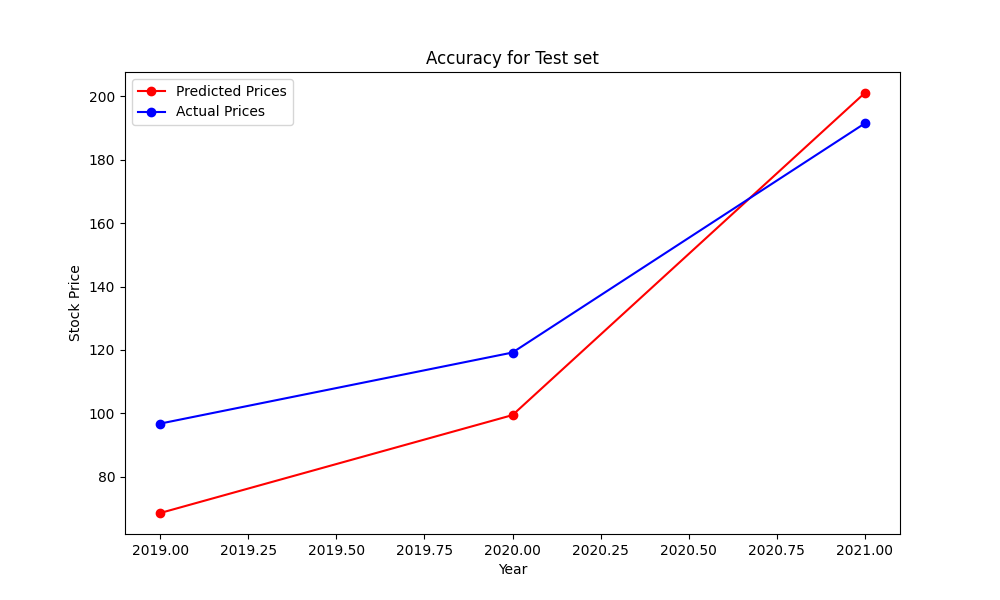 Accuracy for Test set
Predicted Prices
Actual Prices
200
180
160
140
120
100
80
Stock Price
2019.00 2019.25 2019.50 2019.75 2020.00 2020.25 2020.50 2020.75 2021.00
Year